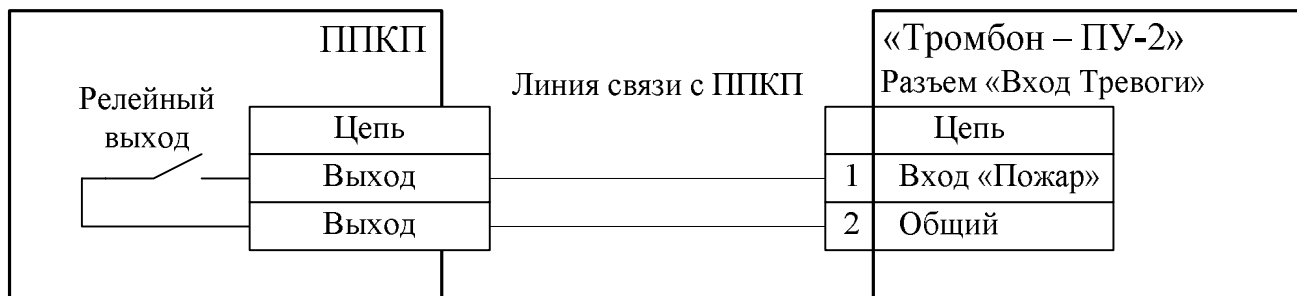 ППКП
Релейный
выход
Цепь
Выход
Выход
Линия связи с ППКП
«Тромбон – ПУ-2»
Разъем «Вход Тревоги»
Цепь
1 Вход «Пожар»
2 Общий